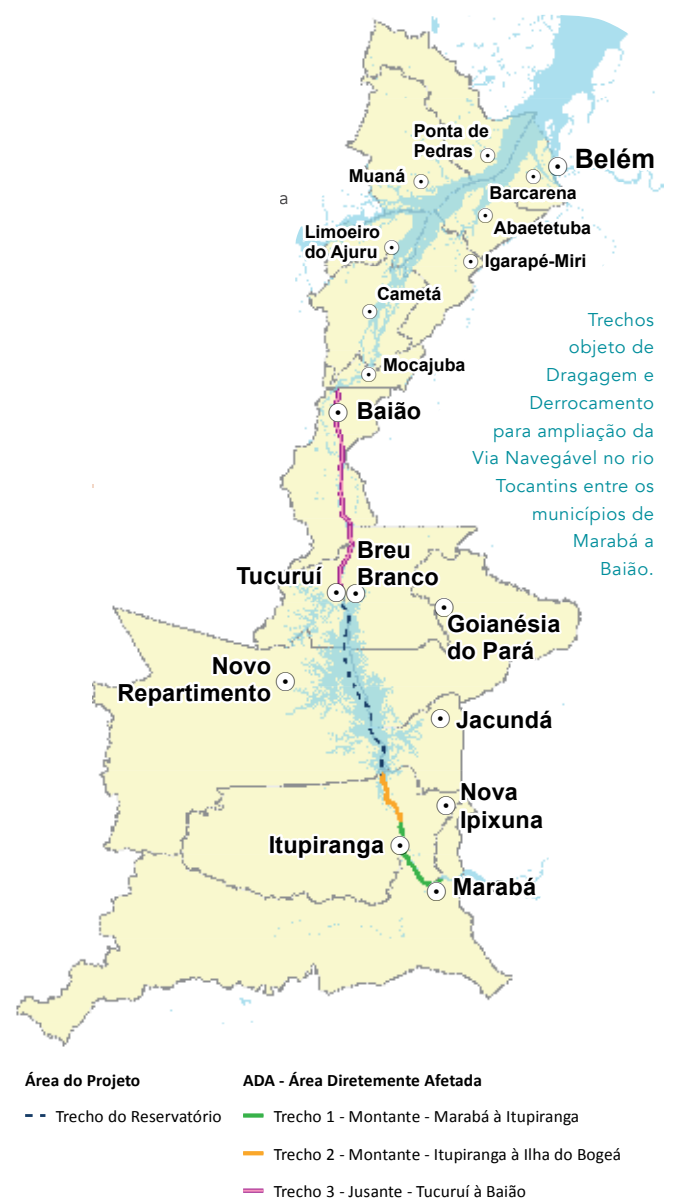 Ponta de
Pedras
Belém
Muaná
Barcarena
a
Abaetetuba
Limoeiro
do Ajuru
Igarapé-Miri
Cametá
Trechos
objeto de
Dragagem e
Derrocamento
para ampliação da
Via Navegável no rio
Tocantins entre os
municípios de
Marabá a
Baião.
Mocajuba
Baião
Breu
Branco
Tucuruí
Goianésia
do Pará
Novo
Repartimento
Jacundá
Nova
Ipixuna
Itupiranga
Marabá
Área do Projeto
ADA - Área Diretemente Afetada
Trecho do Reservatório
Trecho 1 - Montante - Marabá à Itupiranga
Trecho 2 - Montante - Itupiranga à Ilha do Bogeá
Trecho 3 - Jusante - Tucuruí à Baião